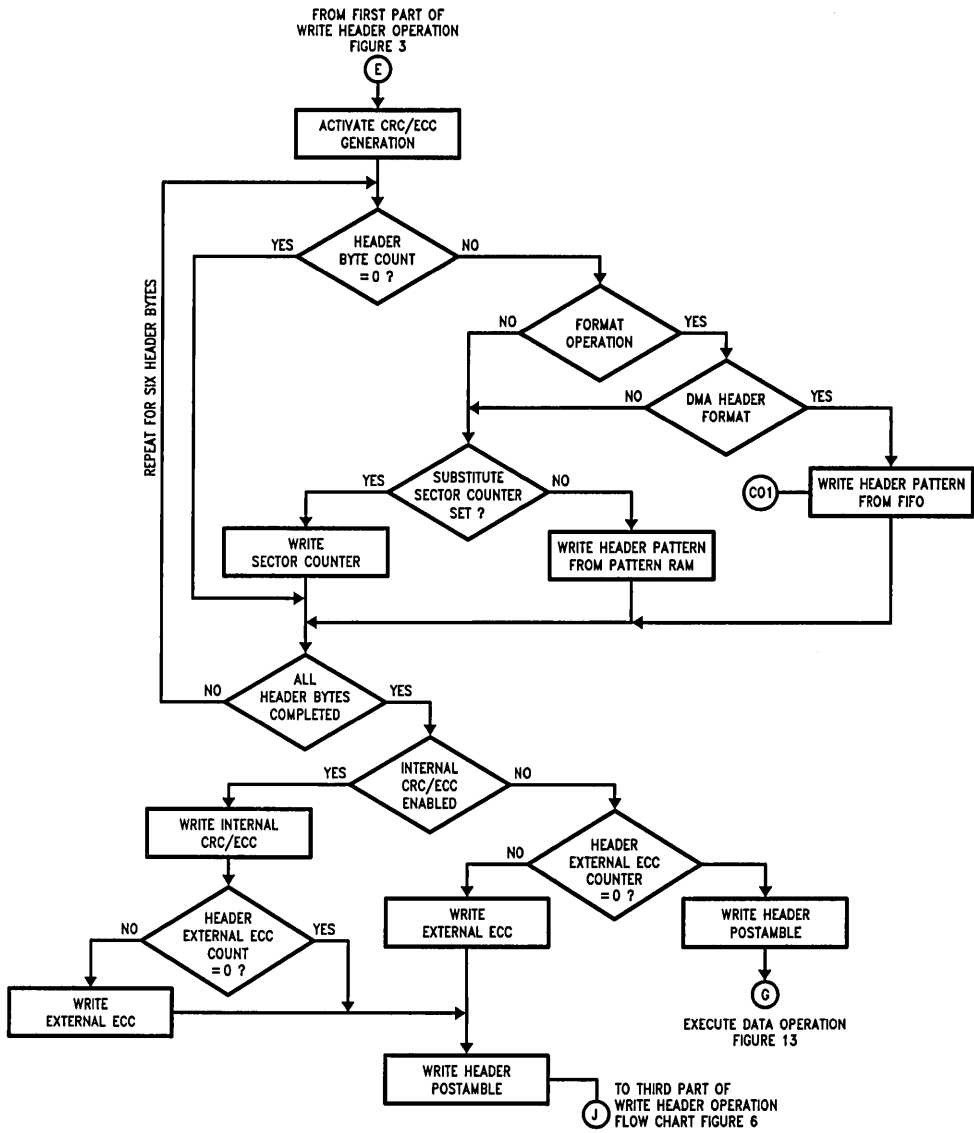 FROM FIRST PART OF
WRITE HEADER OPERATION
FIGURE 3
E
ACTIVATE CRC/ECC
GENERATION
REPEAT FOR SIX HEADER BYTES
YES
HEADER
BYTE COUNT
=0 ?
NO
NO
FORMAT
OPERATION
YES
NO
DMA HEADER
FORMAT
YES
YES
SUBSTITUTE
SECTOR COUNTER
SET ?
NO
C01
WRITE HEADER PATTERN
FROM FIFO
WRITE
SECTOR COUNTER
WRITE HEADER PATTERN
FROM PATTERN RAM
NO
ALL
HEADER BYTES
COMPLETED
YES
YES
INTERNAL
CRC/ECC
ENABLED
NO
WRITE INTERNAL
CRC/ECC
NO
HEADER
EXTERNAL ECC
COUNTER
=0 ?
NO
HEADER
EXTERNAL ECC
COUNT
=0 ?
YES
WRITE
EXTERNAL ECC
WRITE HEADER
POSTAMBLE
WRITE
EXTERNAL ECC
G
EXECUTE DATA OPERATION
FIGURE 13
WRITE HEADER
POSTAMBLE
J
TO THIRD PART OF
WRITE HEADER OPERATION
FLOW CHART FIGURE 6